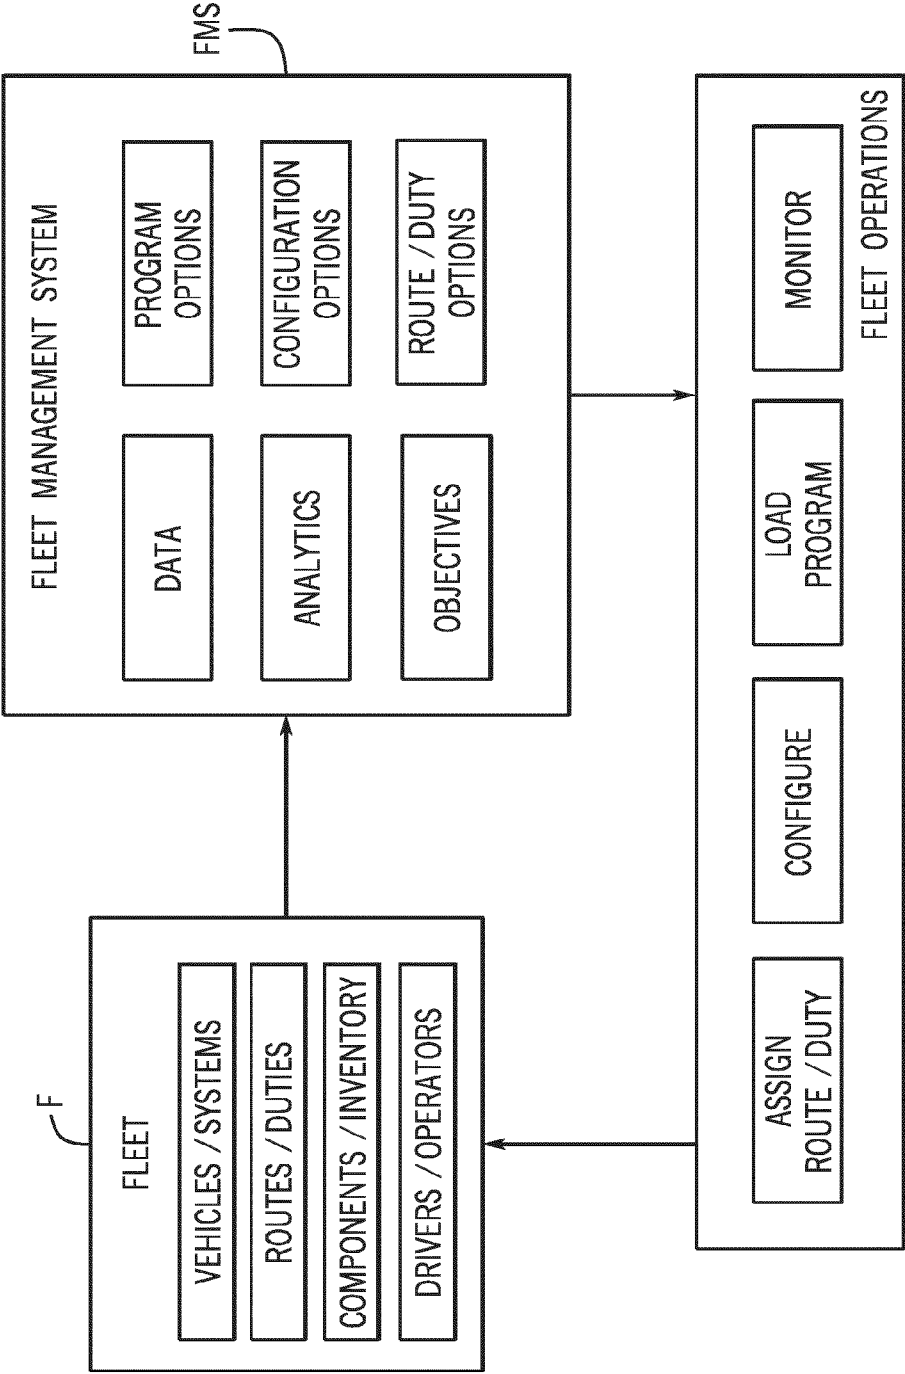 F
FLEET
VEHICLES / SYSTEMS
ROUTES / DUTIES
COMPONENTS / INVENTORY
DRIVERS / OPERATORS
FMS
FLEET MANAGEMENT SYSTEM
DATA
PROGRAM
OPTIONS
ANALYTICS
CONFIGURATION
OPTIONS
OBJECTIVES
ROUTE / DUTY
OPTIONS
ASSIGN
ROUTE / DUTY
CONFIGURE
LOAD
PROGRAM
MONITOR
FLEET OPERATIONS